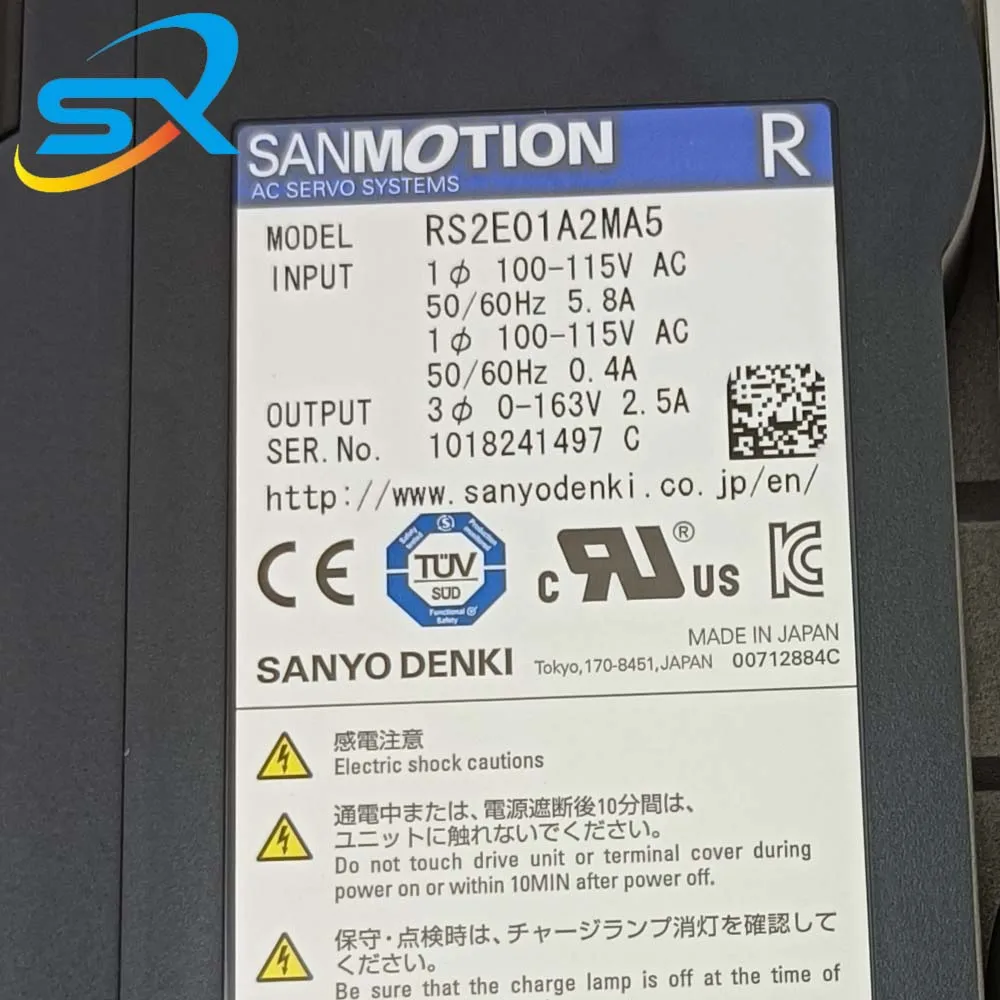 SR
SANMOTION R
AC SERVO SYSTEMS
MODEL RS2E01A2MA5
INPUT 1φ 100-115V AC
50/60Hz 5.8A
1φ 100-115V AC
50/60Hz 0.4A
OUTPUT 3φ 0-163V 2.5A
SER.No. 1018241497 C
http://www.sanyodenki.co.jp/en/
CE
Safety tested
S
Production monitored
TÜV
SÜD
Functional Safety
c RU ® US
KC
MADE IN JAPAN
SANYO DENKI Tokyo,170-8451,JAPAN 00712884C
感電注意
Electric shock cautions
通電中または、電源遮断後10分間は、
ユニットに触れないでください。
Do not touch drive unit or terminal cover during
power on or within 10MIN after power off.
保守・点検時は、チャージランプ消灯を確認して
ください。
Be sure that the charge lamp is off at the time of